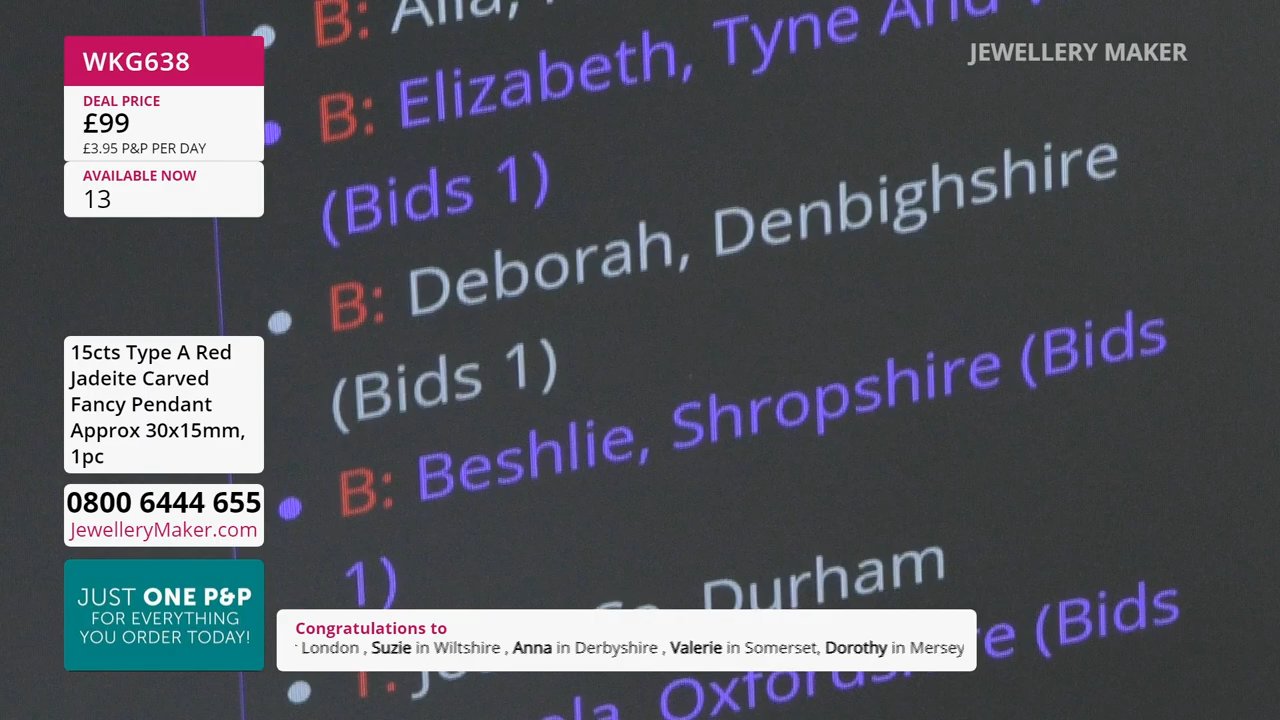 WKG638
DEAL PRICE
£99
£3.95 P&P PER DAY
AVAILABLE NOW
13
15cts Type A Red
Jadeite Carved
Fancy Pendant
Approx 30x15mm,
1pc
0800 6444 655
JewelleryMaker.com
JUST ONE P&P
FOR EVERYTHING
YOU ORDER TODAY!
JEWELLERY MAKER
B:
B: Elizabeth, Tyne And
(Bids 1)
B: Deborah, Denbighshire
(Bids 1)
B: Beshlie, Shropshire (Bids
1)
Durham
(Bids
Congratulations to
London , Suzie in Wiltshire , Anna in Derbyshire , Valerie in Somerset, Dorothy in Mersey